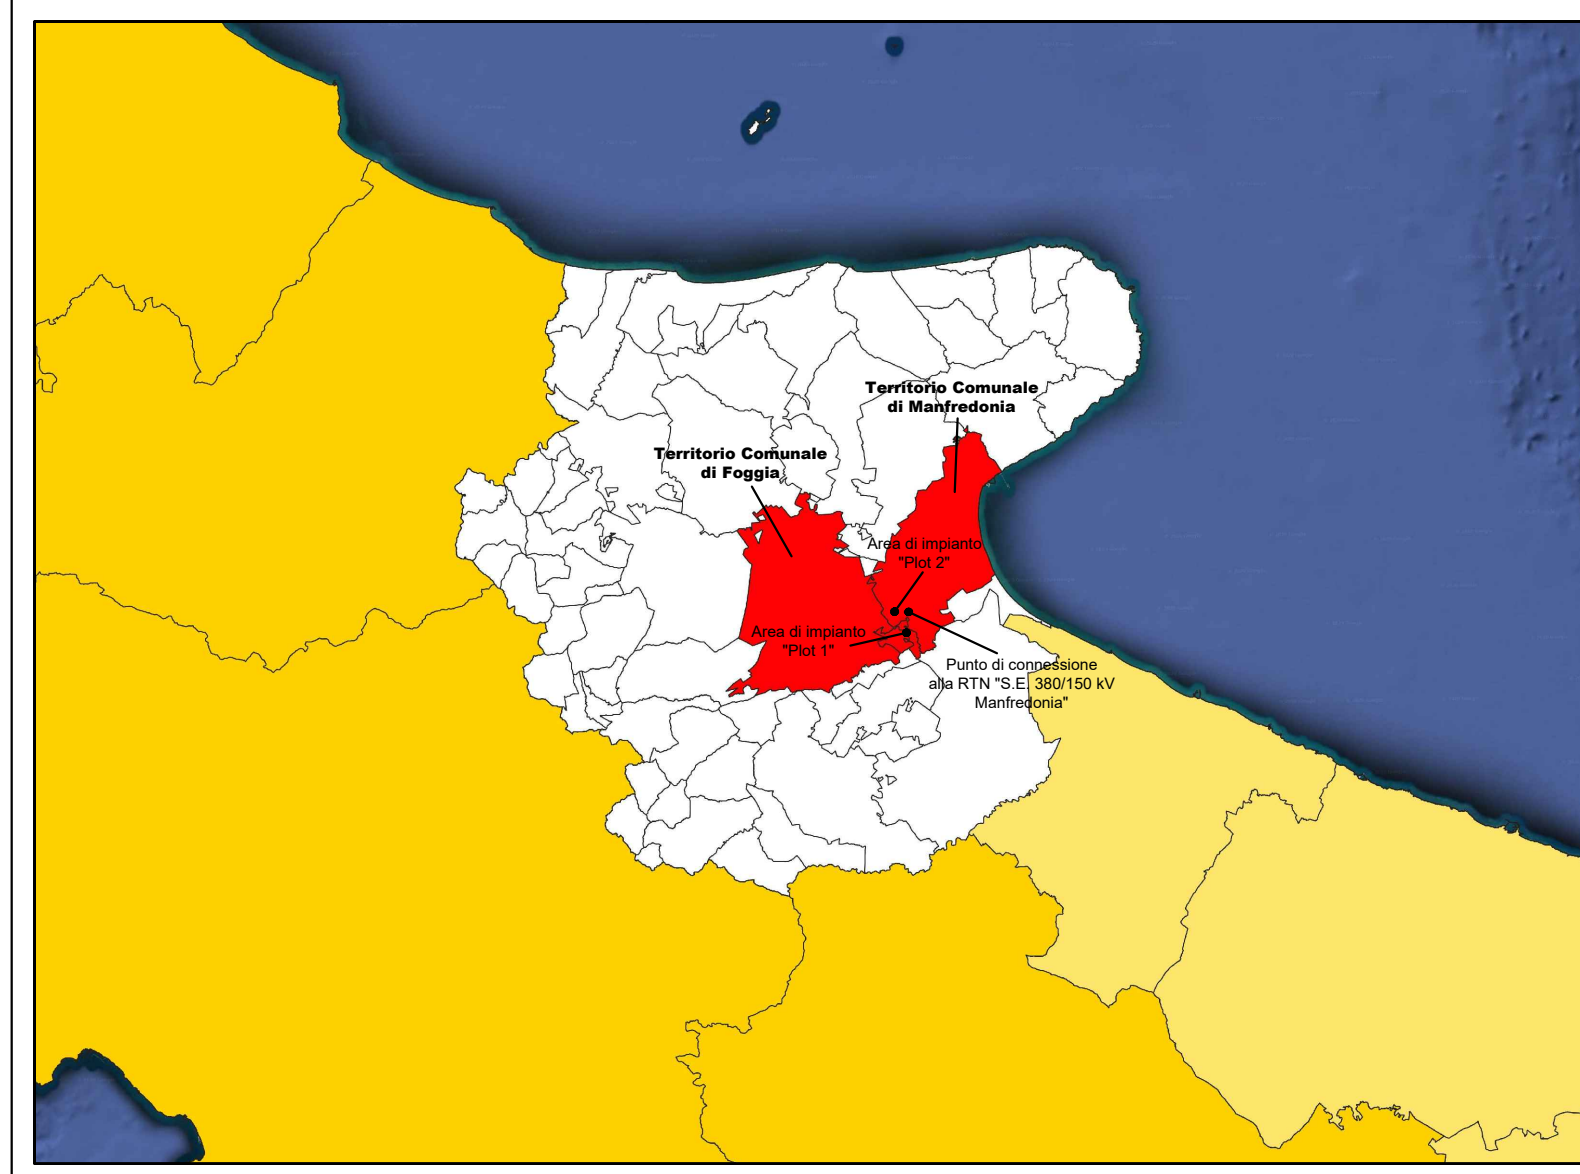 Territorio Comunale
di Manfredonia
Territorio Comunale
di Foggia
Area di impianto
"Plot 2"
Area di impianto
"Plot 1"
Punto di connessione
alla RTN "S.E. 380/150 kV
Manfredonia"